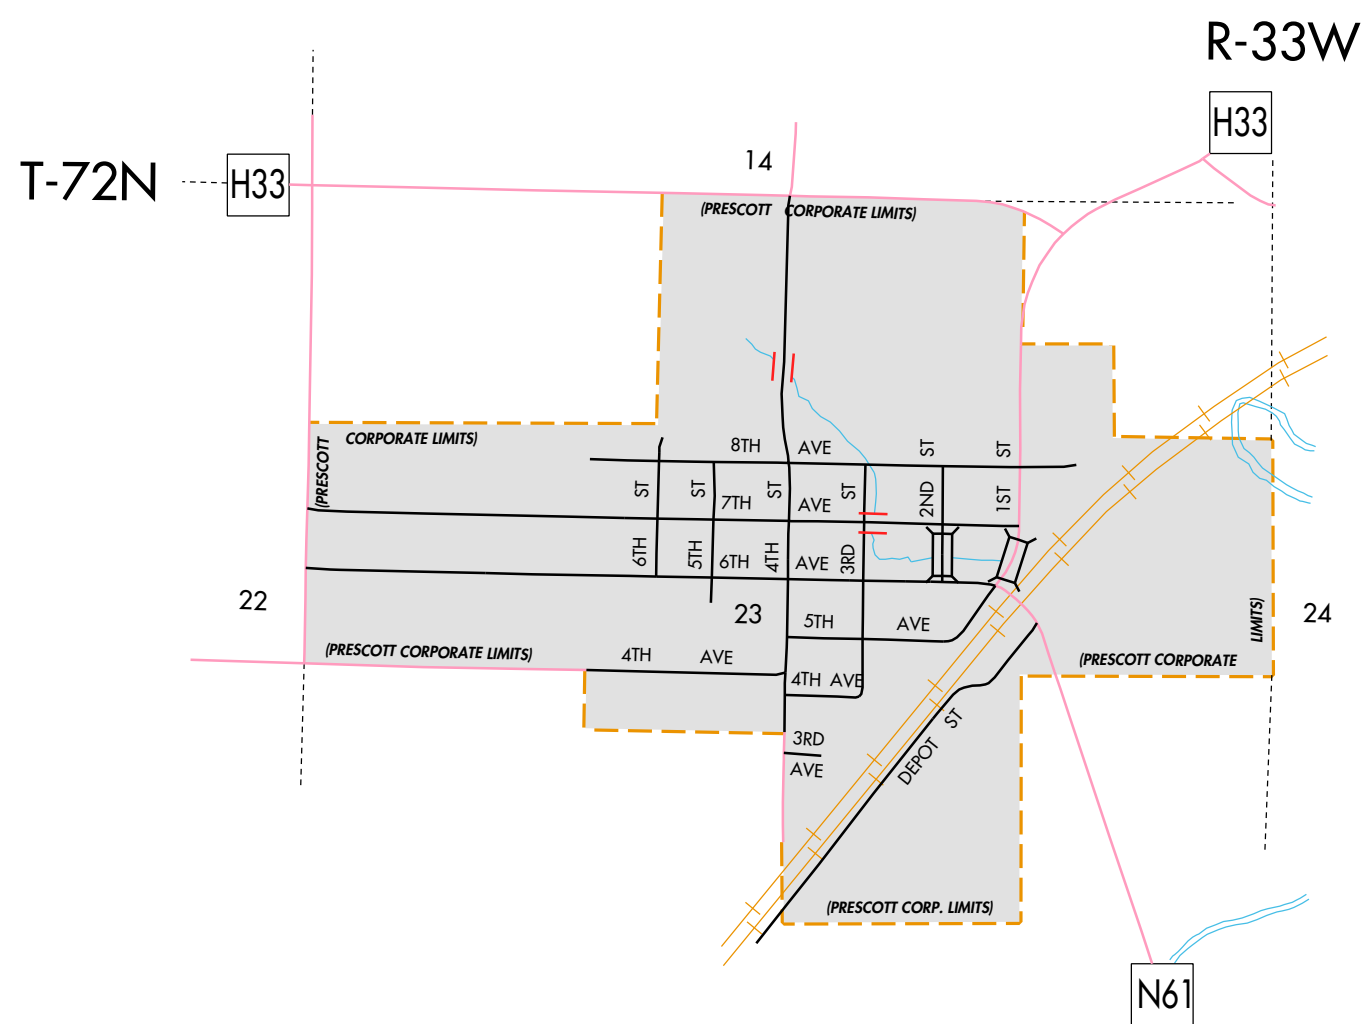 R-33W
H33
T-72N
H33
14
(PRESCOTT CORPORATE LIMITS)
(PRESCOTT
CORPORATE LIMITS)
8TH AVE
ST
ST
ST
ST
ST
ST
7TH AVE
2ND
1ST
6TH
5TH
6TH
4TH
AVE
3RD
22
23
5TH AVE
24
LIMITS)
(PRESCOTT CORPORATE LIMITS)
4TH AVE
(PRESCOTT CORPORATE
4TH AVE
3RD
AVE
DEPOT ST
(PRESCOTT CORP. LIMITS)
N61